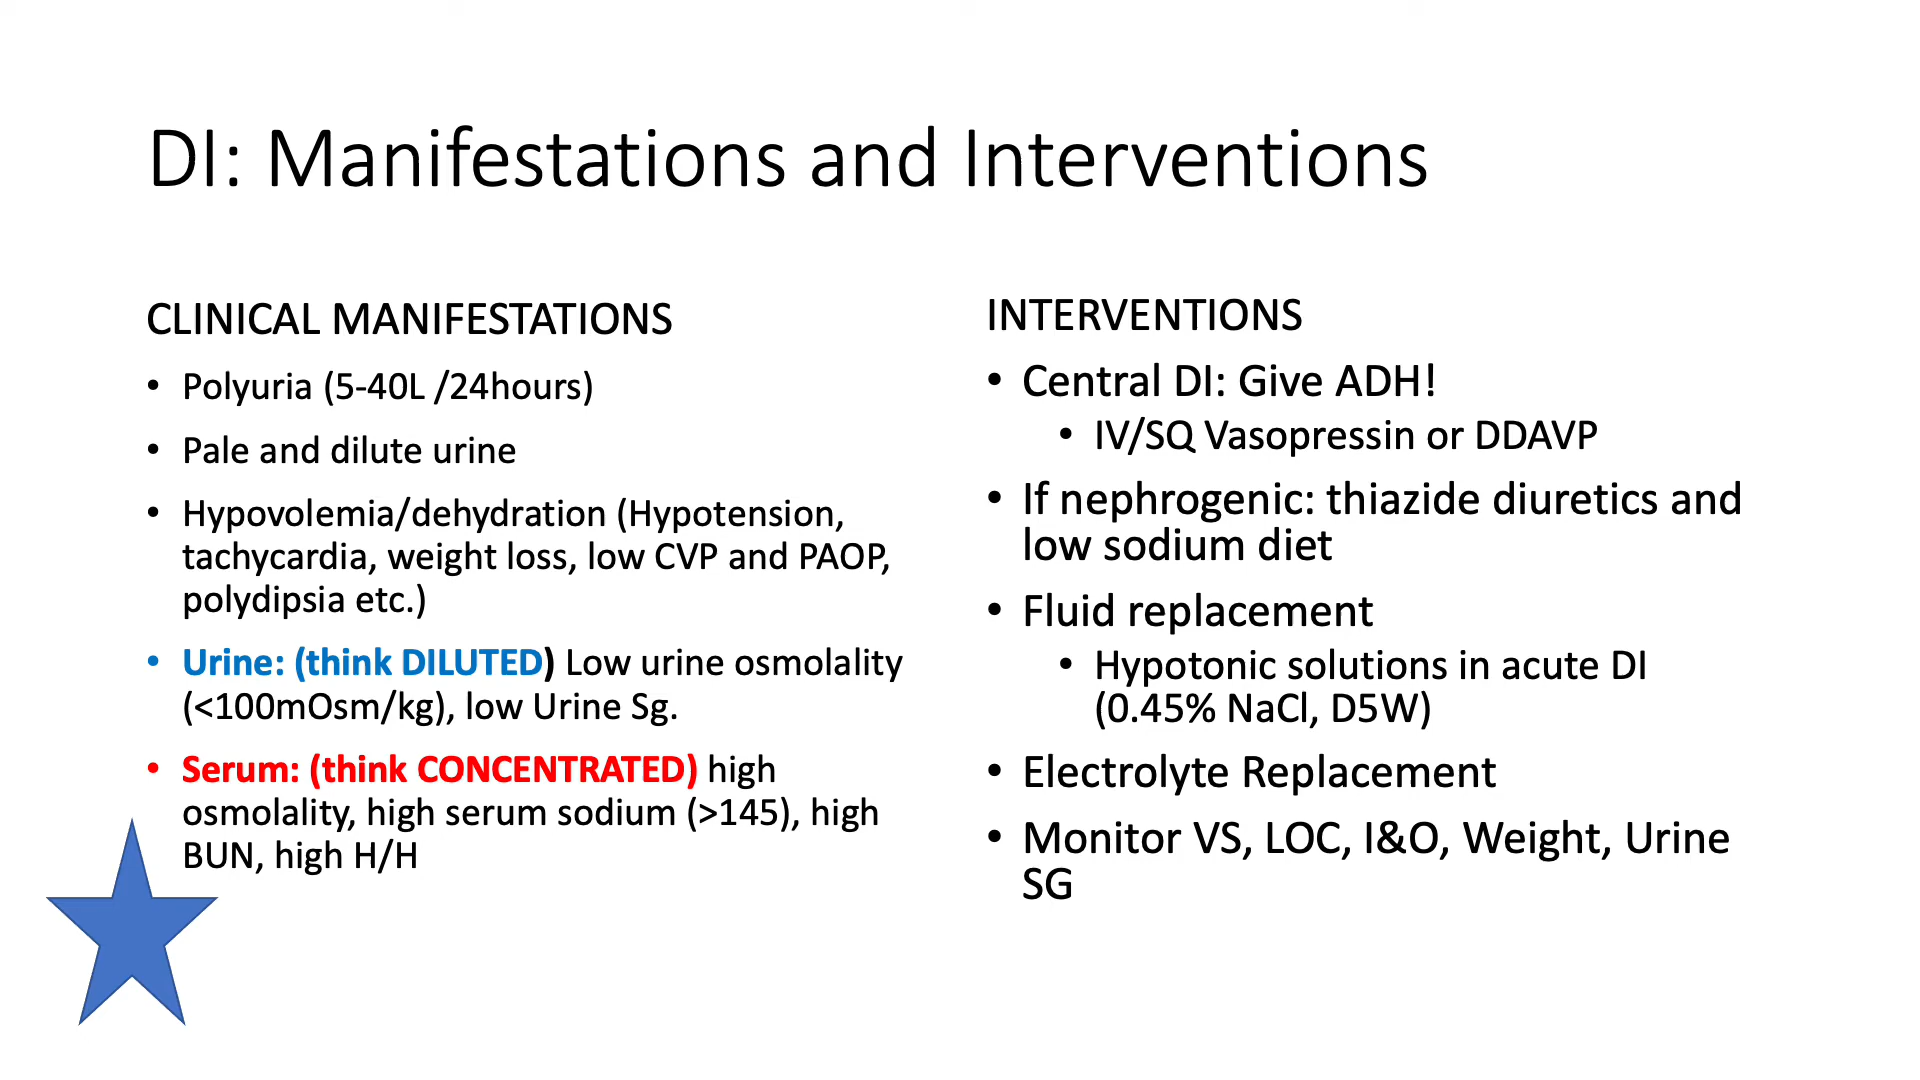 DI: Manifestations and Interventions
CLINICAL MANIFESTATIONS
• Polyuria (5-40L /24hours)
• Pale and dilute urine
• Hypovolemia/dehydration (Hypotension,
tachycardia, weight loss, low CVP and PAOP,
polydipsia etc.)
• Urine: (think DILUTED) Low urine osmolality
(<100mOsm/kg), low Urine Sg.
• Serum: (think CONCENTRATED) high
osmolality, high serum sodium (>145), high
BUN, high H/H
INTERVENTIONS
• Central DI: Give ADH!
• IV/SQ Vasopressin or DDAVP
• If nephrogenic: thiazide diuretics and
low sodium diet
• Fluid replacement
• Hypotonic solutions in acute DI
(0.45% NaCl, D5W)
• Electrolyte Replacement
• Monitor VS, LOC, I&O, Weight, Urine
SG